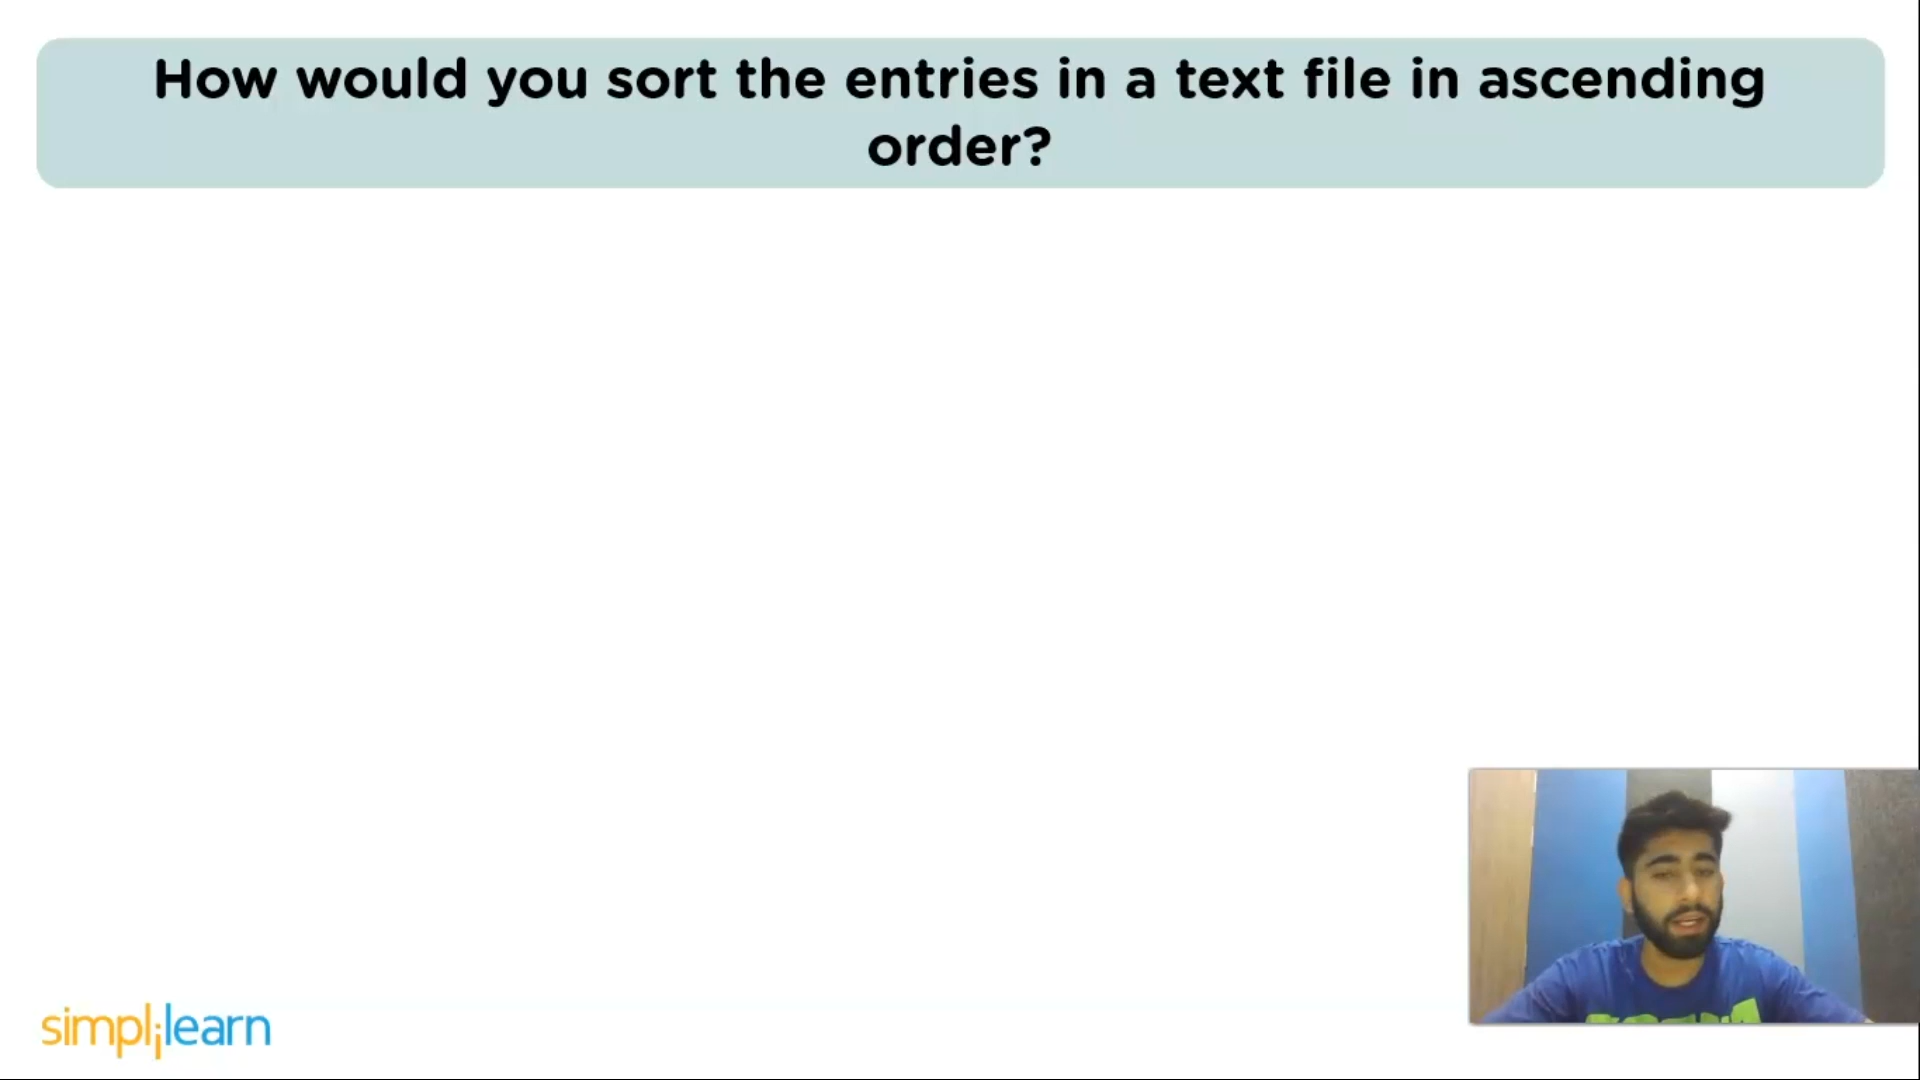 How would you sort the entries in a text file in ascending
order?
simplilearn